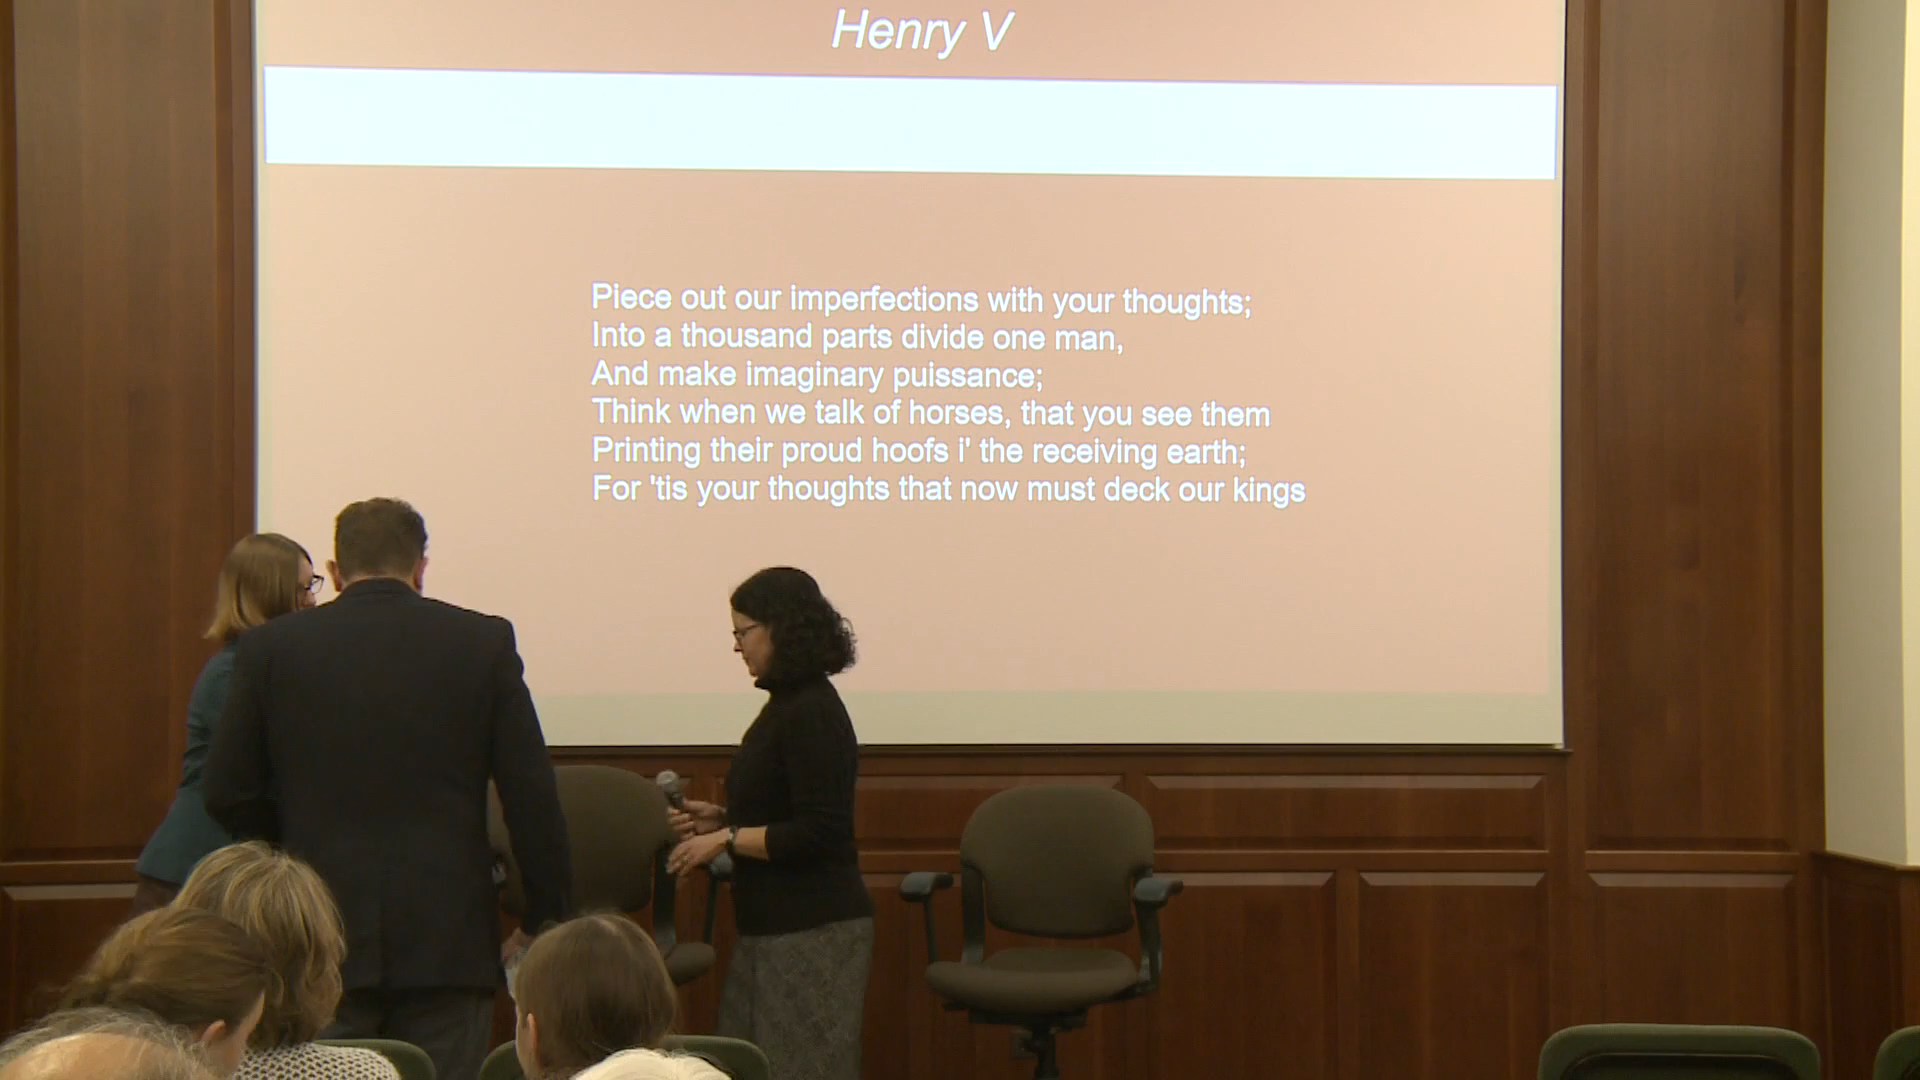 Henry V
Piece out our imperfections with your thoughts;
Into a thousand parts divide one man,
And make imaginary puissance;
Think when we talk of horses, that you see them
Printing their proud hoofs i' the receiving earth;
For 'tis your thoughts that now must deck our kings